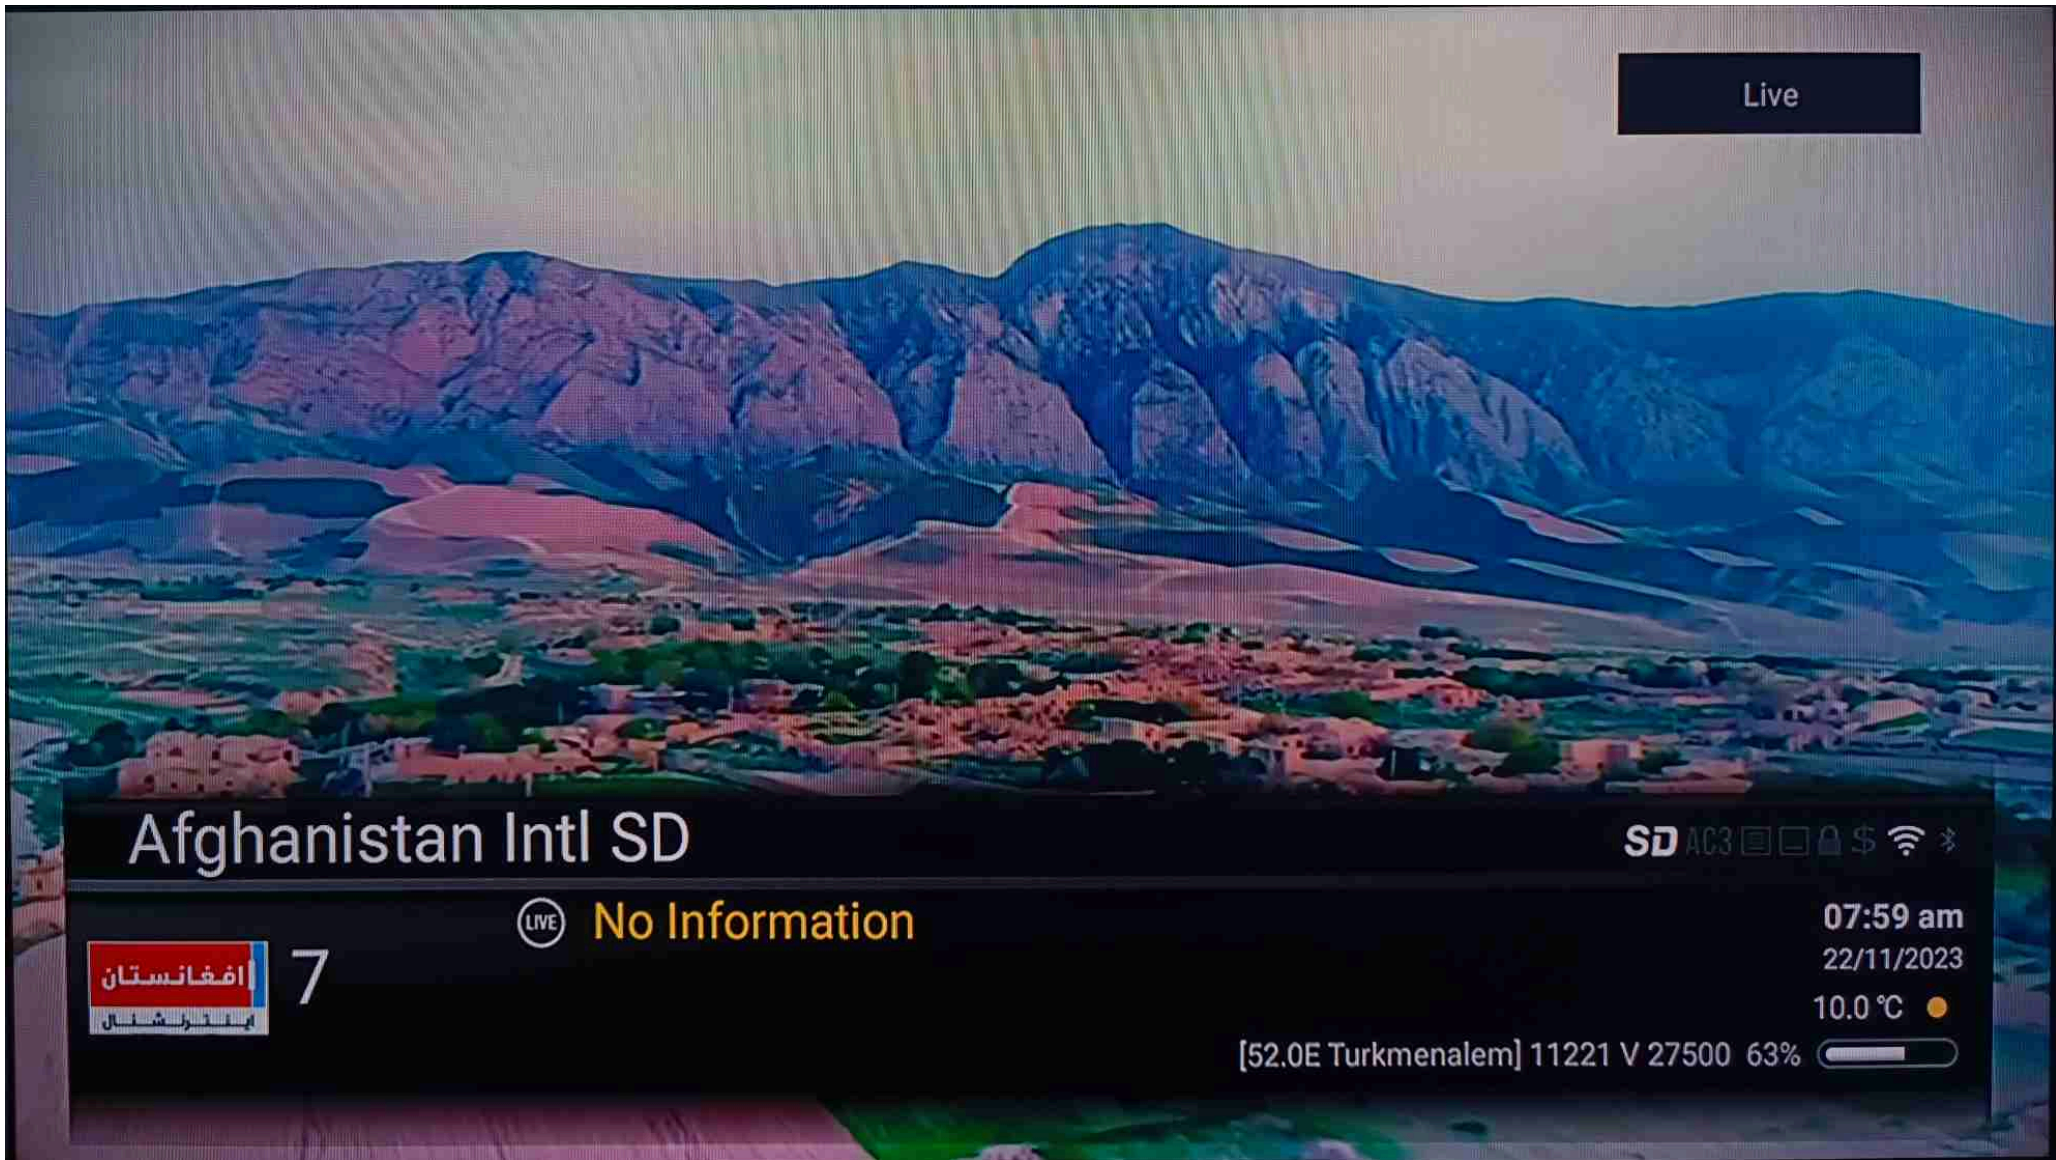 Live
Afghanistan Intl SD
SD AC3 $
LIVE No Information
07:59 am
22/11/2023
افغانستان
اینترنشنال
7
10.0 °C
[52.0E Turkmenalem] 11221 V 27500 63%